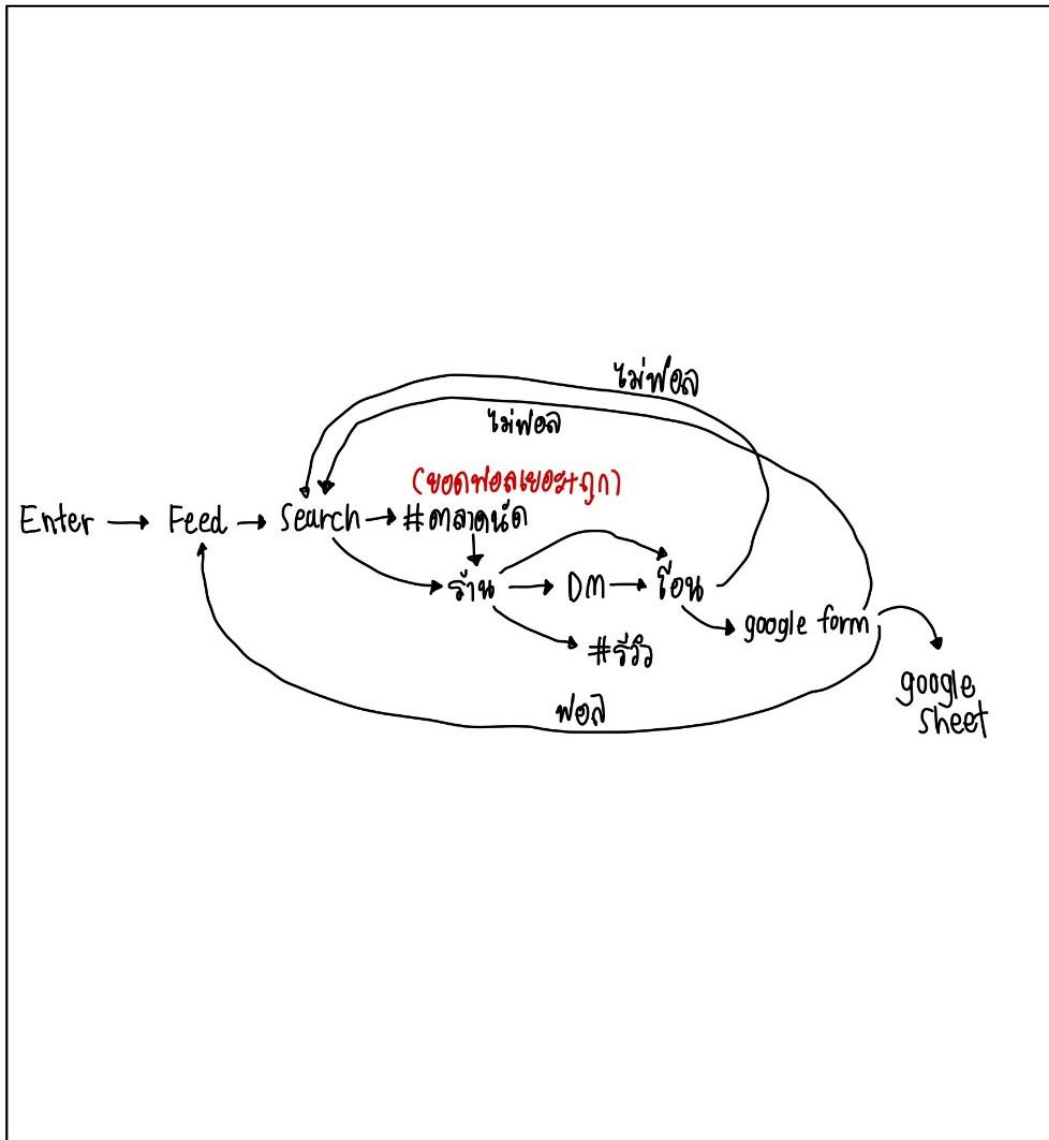 ไม่ฟอล
ไม่ฟอล
(ยอดฟอลเยอะ+ถูก)
Enter → Feed → Search → #ตลาดนัด
ร้าน → DM → โอน
google form
#รีวิว
google
sheet
ฟอล